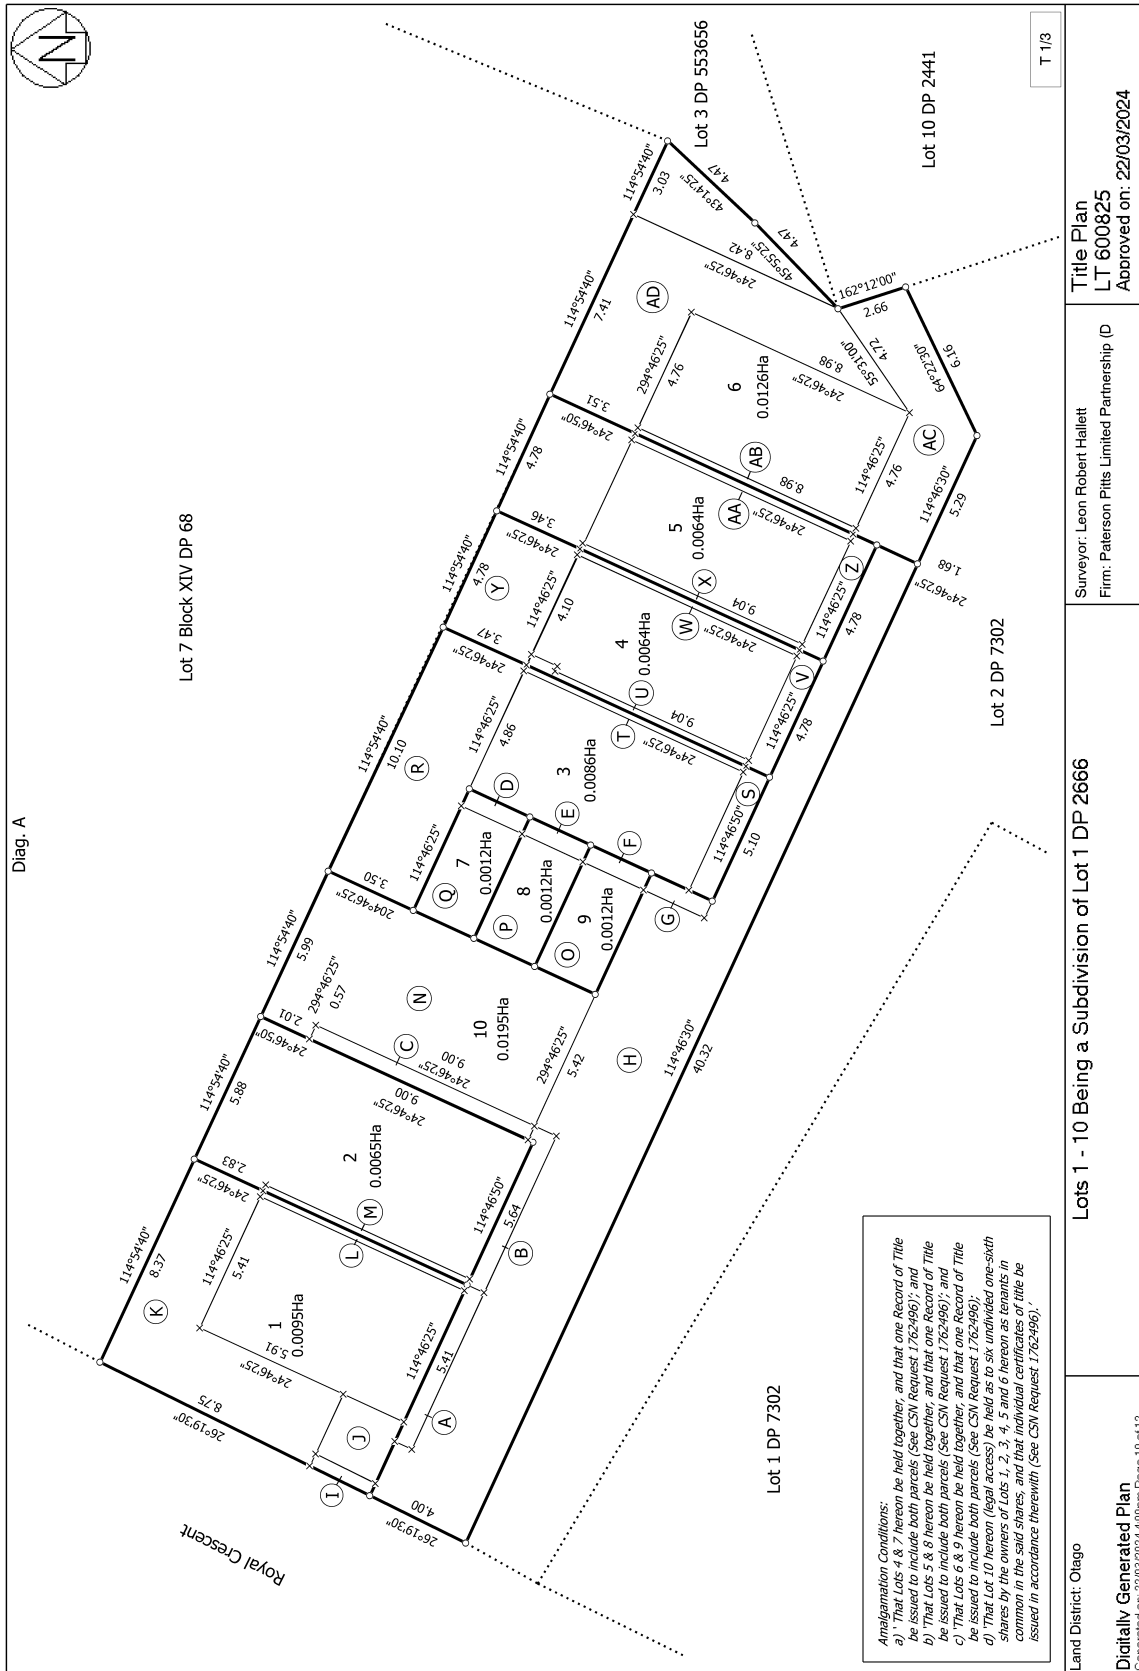 Diag. A
N
T 1/3
Lot 7 Block XIV DP 68
Lot 3 DP 553656
Lot 10 DP 2441
Lot 2 DP 7302
Lot 1 DP 7302
Royal Crescent
114°54'40"
8.37
114°54'40"
5.88
114°54'40"
5.99
114°54'40"
10.10
114°54'40"
4.78
114°54'40"
4.78
114°54'40"
7.41
114°54'40"
3.03
43°14'25"
4.47
45°55'25"
4.47
162°12'00"
2.66
64°22'30"
6.16
114°46'30"
5.29
24°46'25"
1.68
114°46'30"
40.32
26°19'30"
4.00
26°19'30"
8.75
K
I
J
A
114°46'25"
5.41
24°46'25"
5.91
1
0.0095Ha
114°46'25"
5.41
24°46'25"
2.83
L
M
2
0.0065Ha
114°46'50"
5.64
B
24°46'50"
2.01
24°46'25"
9.00
24°46'25"
9.00
C
294°46'25"
0.57
N
10
0.0195Ha
294°46'25"
5.42
H
204°46'25"
3.50
114°46'25"
Q
7
0.0012Ha
P
8
0.0012Ha
O
9
0.0012Ha
D
E
F
G
R
114°46'25"
4.86
3
0.0086Ha
114°46'50"
5.10
S
24°46'25"
3.47
T
24°46'25"
U
9.04
Y
114°46'25"
4.10
4
0.0064Ha
114°46'25"
4.78
V
24°46'25"
3.46
W
24°46'25"
X
9.04
5
0.0064Ha
114°46'25"
4.78
Z
24°46'50"
3.51
AA
24°46'25"
AB
8.98
AD
24°46'25"
8.42
294°46'25"
4.76
6
0.0126Ha
24°46'25"
8.98
55°31'00"
4.72
114°46'25"
4.76
AC
Amalgamation Conditions:
a) ' That Lots 4 & 7 hereon be held together, and that one Record of Title
be issued to include both parcels (See CSN Request 1762496)'; and
b) 'That Lots 5 & 8 hereon be held together, and that one Record of Title
be issued to include both parcels (See CSN Request 1762496)'; and
c) 'That Lots 6 & 9 hereon be held together, and that one Record of Title
be issued to include both parcels (See CSN Request 1762496)';
d) 'That Lot 10 hereon (legal access) be held as to six undivided one-sixth
shares by the owners of Lots 1, 2, 3, 4, 5 and 6 hereon as tenants in
common in the said shares, and that individual certificates of title be
issued in accordance therewith (See CSN Request 1762496).'
Land District: Otago
Digitally Generated Plan
Generated on: 22/03/2024 4:09pm Page 10 of 12
Lots 1 - 10 Being a Subdivision of Lot 1 DP 2666
Surveyor: Leon Robert Hallett
Firm: Paterson Pitts Limited Partnership (D
Title Plan
LT 600825
Approved on: 22/03/2024